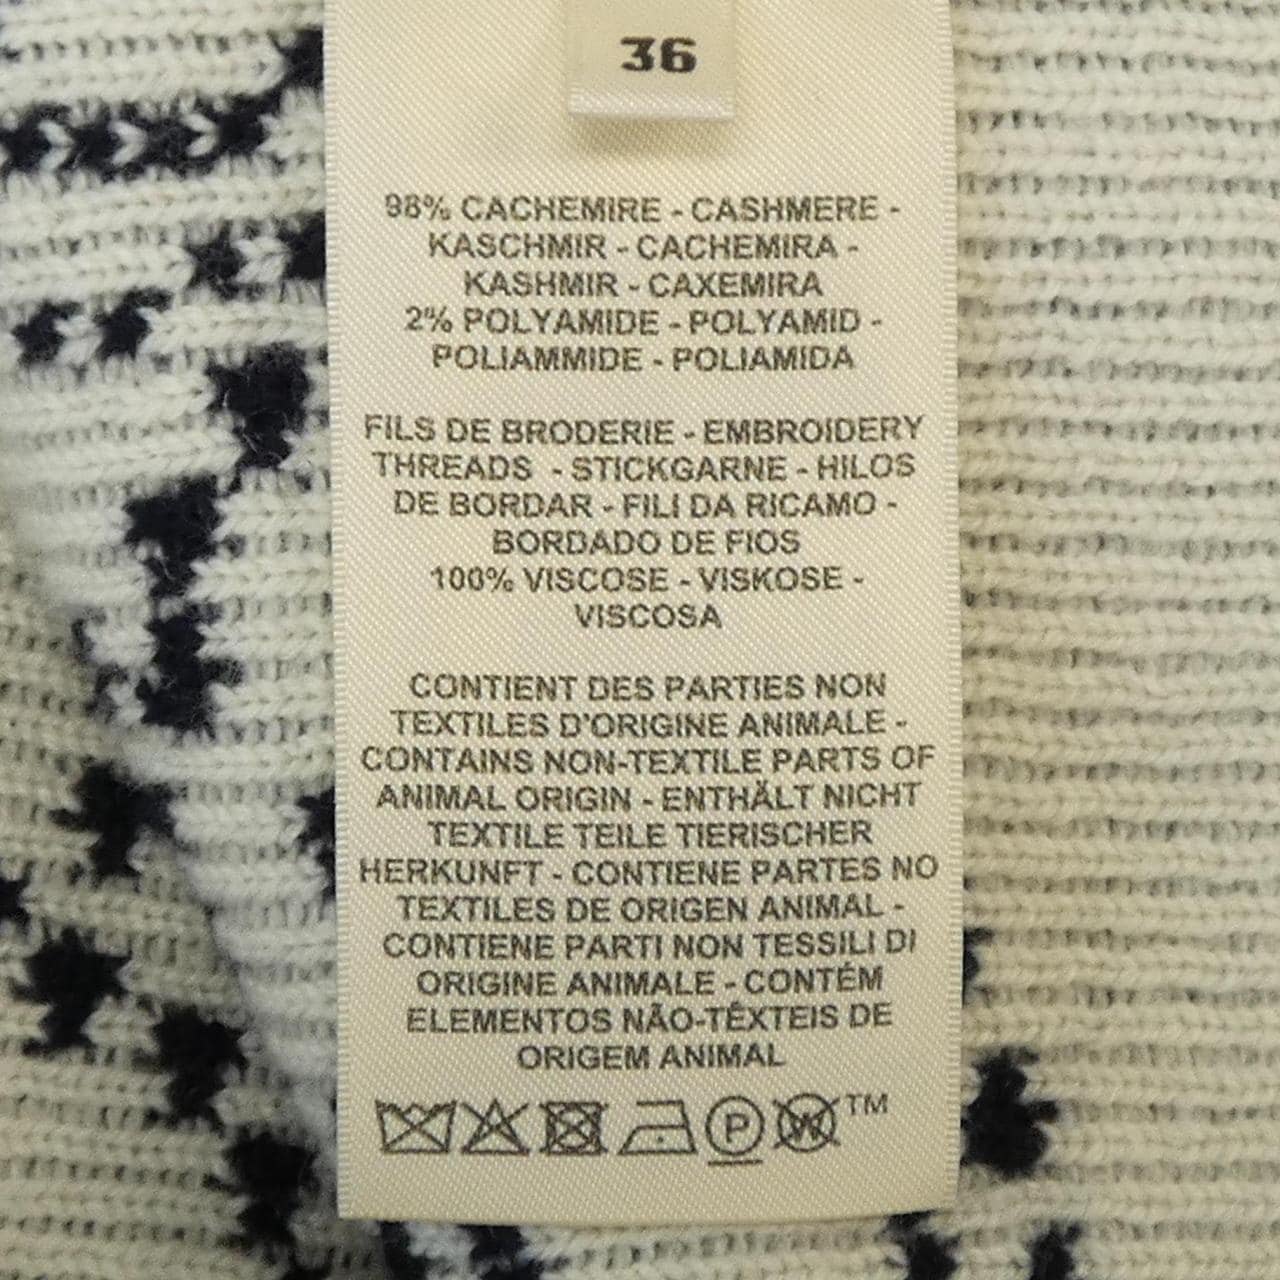 36
98% CACHEMIRE - CASHMERE -
KASCHMIR - CACHEMIRA -
KASHMIR - CAXEMIRA
2% POLYAMIDE - POLYAMID -
POLIAMMIDE - POLIAMIDA
FILS DE BRODERIE - EMBROIDERY
THREADS - STICKGARNE - HILOS
DE BORDAR - FILI DA RICAMO -
BORDADO DE FIOS
100% VISCOSE - VISKOSE -
VISCOSA
CONTIENT DES PARTIES NON
TEXTILES D'ORIGINE ANIMALE -
CONTAINS NON-TEXTILE PARTS OF
ANIMAL ORIGIN - ENTHÄLT NICHT
TEXTILE TEILE TIERISCHER
HERKUNFT - CONTIENE PARTES NO
TEXTILES DE ORIGEN ANIMAL -
CONTIENE PARTI NON TESSILI DI
ORIGINE ANIMALE - CONTÉM
ELEMENTOS NÃO-TÊXTEIS DE
ORIGEM ANIMAL
P W TM